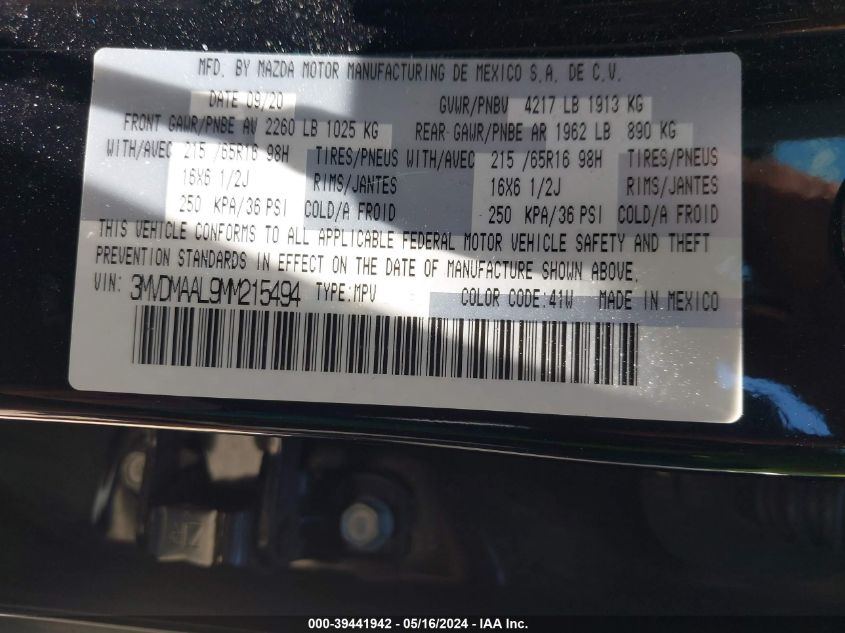 MFD. BY MAZDA MOTOR MANUFACTURING DE MEXICO S.A. DE C.V.
DATE 09/20 GVWR/PNBV 4217 LB 1913 KG
FRONT GAWR/PNBE AV 2260 LB 1025 KG REAR GAWR/PNBE AR 1962 LB 890 KG
WITH/AVEC 215 /65R16 98H TIRES/PNEUS WITH/AVEC 215 /65R16 98H TIRES/PNEUS
16X6 1/2J RIMS/JANTES 16X6 1/2J RIMS/JANTES
250 KPA/36 PSI COLD/A FROID 250 KPA/36 PSI COLD/A FROID
THIS VEHICLE CONFORMS TO ALL APPLICABLE FEDERAL MOTOR VEHICLE SAFETY AND THEFT
PREVENTION STANDARDS IN EFFECT ON THE DATE OF MANUFACTURE SHOWN ABOVE.
VIN: 3MVDMAAL9MM215494 TYPE:MPV COLOR CODE:41W MADE IN MEXICO
000-39441942 - 05/16/2024 - IAA Inc.